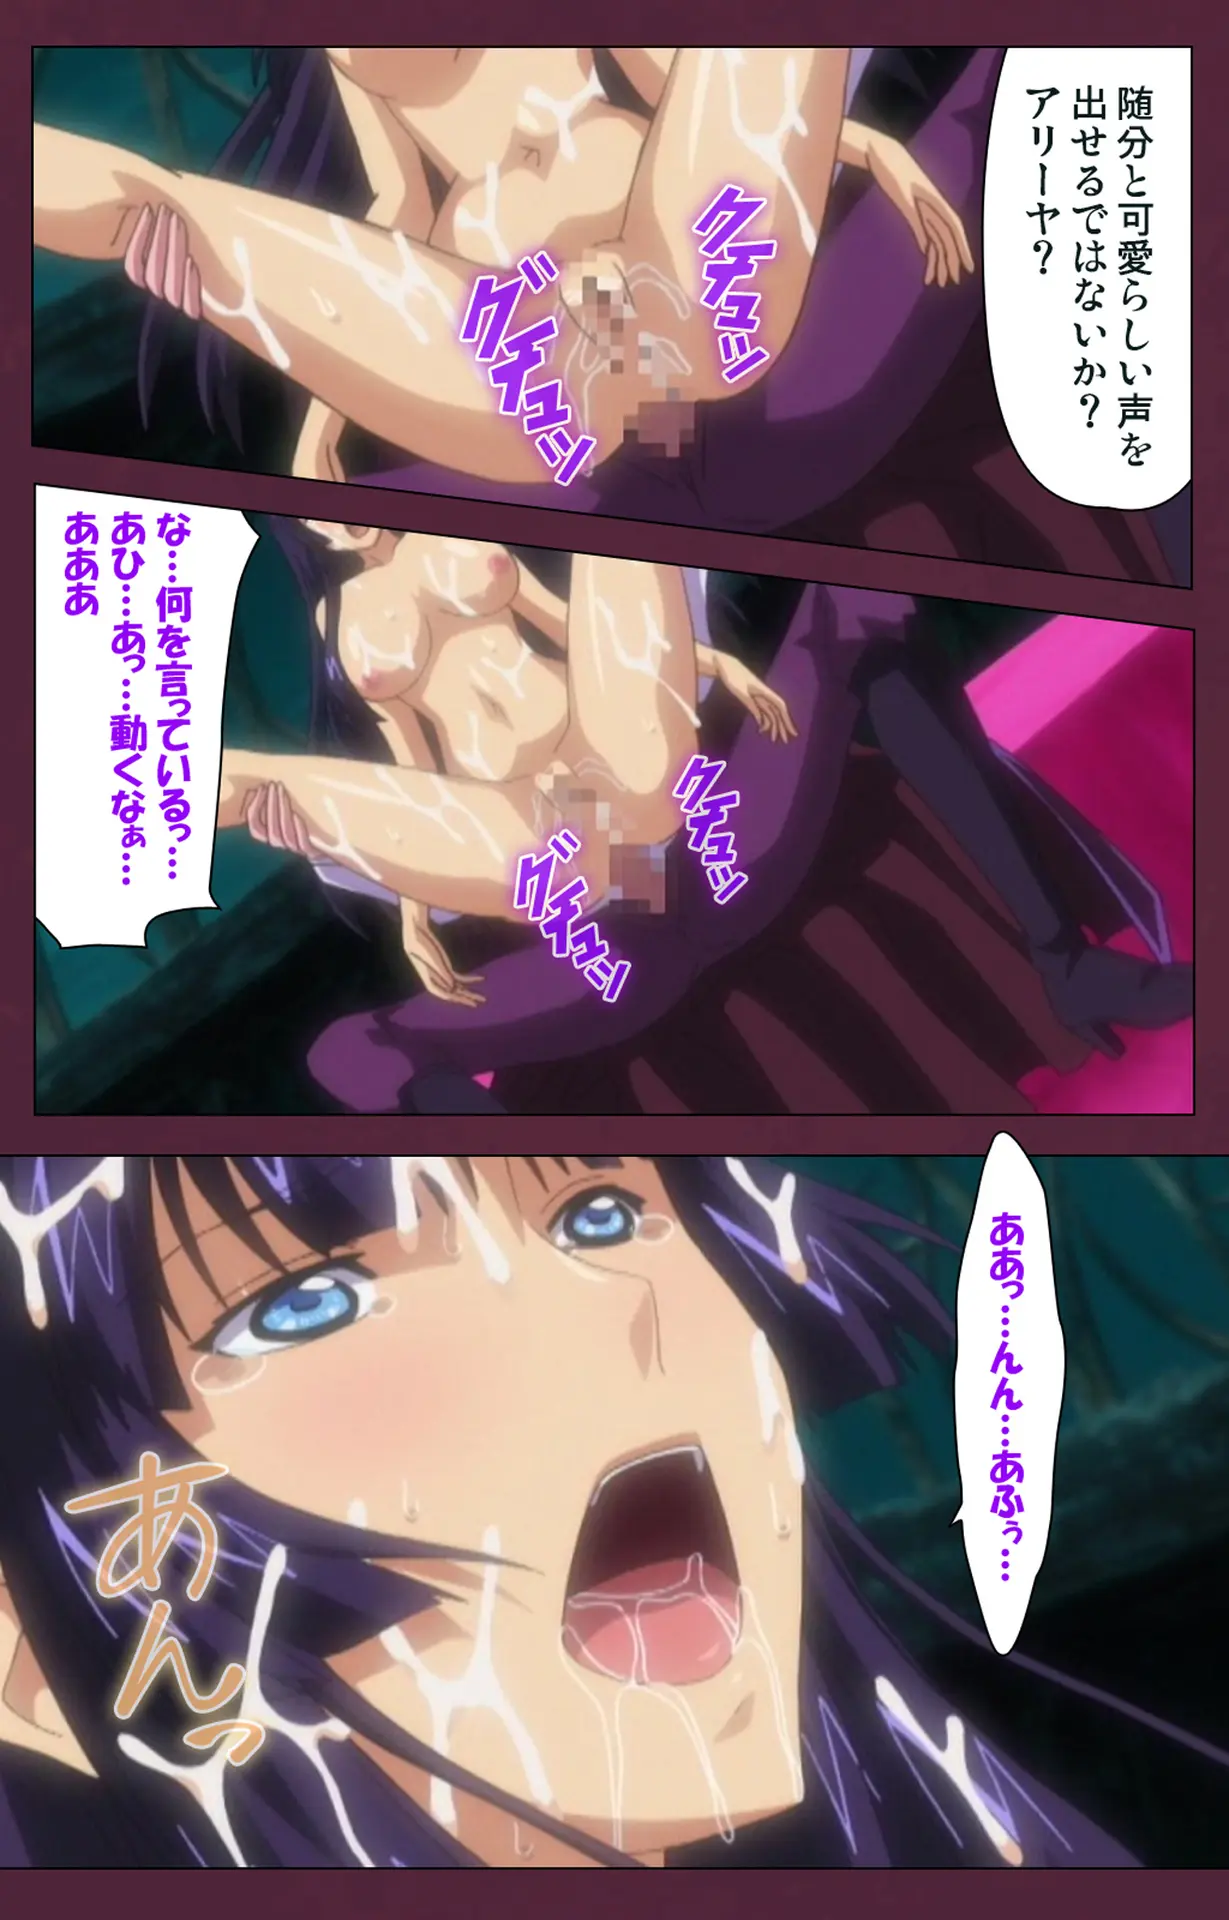 随分と可愛らしい声を
出せるではないか？
アリーヤ？
クチュッ
グチュッ
な…何を言っているっ…
あひ…あっ…動くなぁ…
あああ
クチュッ
グチュッ
ああっ…んん…あふぅ…
あんっ